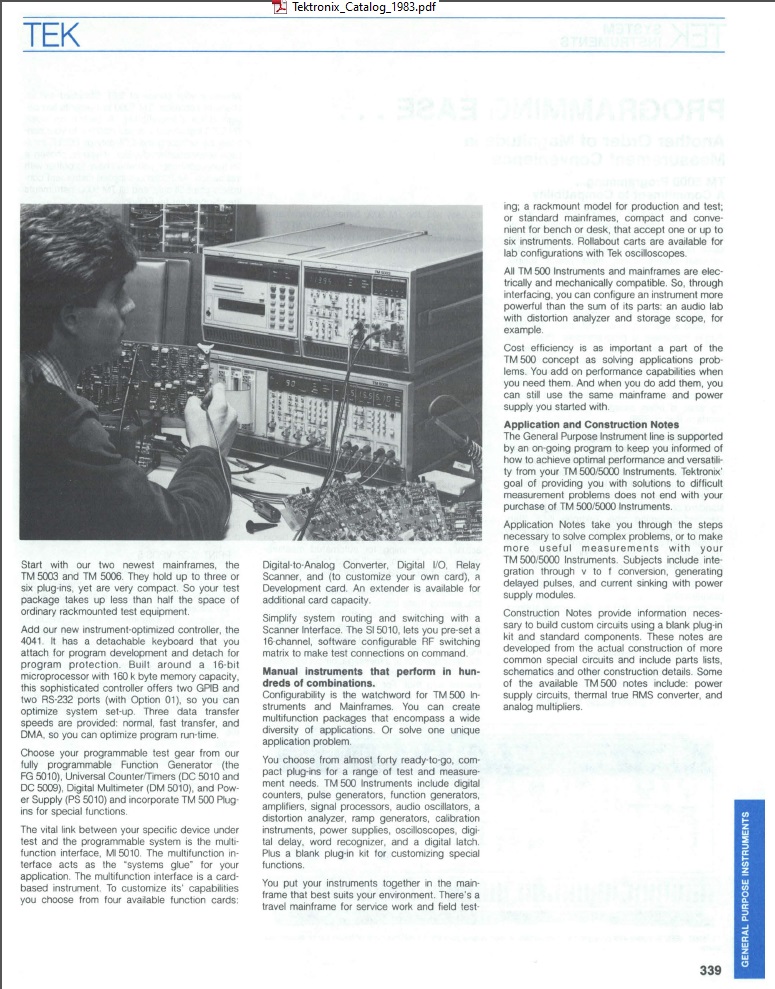 Tektronix_Catalog_1983.pdf
TEK
Start with our two newest mainframes, the
TM 5003 and TM 5006. They hold up to three or
six plug-ins, yet are very compact. So your test
package takes up less than half the space of
ordinary rackmounted test equipment.
Add our new instrument-optimized controller, the
4041. It has a detachable keyboard that you
attach for program development and detach for
program protection. Built around a 16-bit
microprocessor with 160 k byte memory capacity,
this sophisticated controller offers two GPIB and
two RS-232 ports (with Option 01), so you can
optimize system set-up. Three data transfer
speeds are provided: normal, fast transfer, and
DMA, so you can optimize program run-time.
Choose your programmable test gear from our
fully programmable Function Generator (the
FG 5010), Universal Counter/Timers (DC 5010 and
DC 5009), Digital Multimeter (DM 5010), and Pow-
er Supply (PS 5010) and incorporate TM 500 Plug-
ins for special functions.
The vital link between your specific device under
test and the programmable system is the multi-
function interface, MI 5010. The multifunction in-
terface acts as the "systems glue" for your
application. The multifunction interface is a card-
based instrument. To customize its' capabilities
you choose from four available function cards:
Digital-to-Analog Converter, Digital I/O, Relay
Scanner, and (to customize your own card), a
Development card. An extender is available for
additional card capacity.
Simplify system routing and switching with a
Scanner Interface. The SI 5010, lets you pre-set a
16-channel, software configurable RF switching
matrix to make test connections on command.
Manual instruments that perform in hun-
dreds of combinations.
Configurability is the watchword for TM 500 In-
struments and Mainframes. You can create
multifunction packages that encompass a wide
diversity of applications. Or solve one unique
application problem.
You choose from almost forty ready-to-go, com-
pact plug-ins for a range of test and measure-
ment needs. TM 500 Instruments include digital
counters, pulse generators, function generators,
amplifiers, signal processors, audio oscillators, a
distortion analyzer, ramp generators, calibration
instruments, power supplies, oscilloscopes, digi-
tal delay, word recognizer, and a digital latch.
Plus a blank plug-in kit for customizing special
functions.
You put your instruments together in the main-
frame that best suits your environment. There's a
travel mainframe for service work and field test-
ing; a rackmount model for production and test;
or standard mainframes, compact and conve-
nient for bench or desk, that accept one or up to
six instruments. Rollabout carts are available for
lab configurations with Tek oscilloscopes.
All TM 500 Instruments and mainframes are elec-
trically and mechanically compatible. So, through
interfacing, you can configure an instrument more
powerful than the sum of its parts: an audio lab
with distortion analyzer and storage scope, for
example.
Cost efficiency is as important a part of the
TM 500 concept as solving applications prob-
lems. You add on performance capabilities when
you need them. And when you do add them, you
can still use the same mainframe and power
supply you started with.
Application and Construction Notes
The General Purpose Instrument line is supported
by an on-going program to keep you informed of
how to achieve optimal performance and versatili-
ty from your TM 500/5000 Instruments. Tektronix'
goal of providing you with solutions to difficult
measurement problems does not end with your
purchase of TM 500/5000 Instruments.
Application Notes take you through the steps
necessary to solve complex problems, or to make
more useful measurements with your
TM 500/5000 Instruments. Subjects include inte-
gration through v to f conversion, generating
delayed pulses, and current sinking with power
supply modules.
Construction Notes provide information neces-
sary to build custom circuits using a blank plug-in
kit and standard components. These notes are
developed from the actual construction of more
common special circuits and include parts lists,
schematics and other construction details. Some
of the available TM 500 notes include: power
supply circuits, thermal true RMS converter, and
analog multipliers.
GENERAL PURPOSE INSTRUMENTS
339